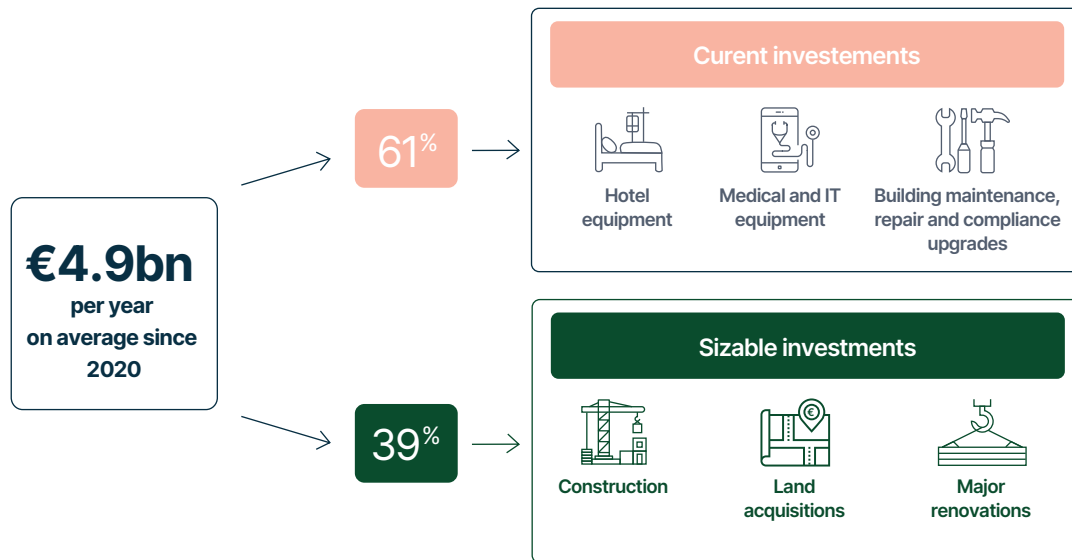 Curent investements
61%
Hotel
equipment
Medical and IT
equipment
Building maintenance,
repair and compliance
upgrades
€4.9bn
per year
on average since
2020
Sizable investments
39%
€
Construction
Land
acquisitions
Major
renovations